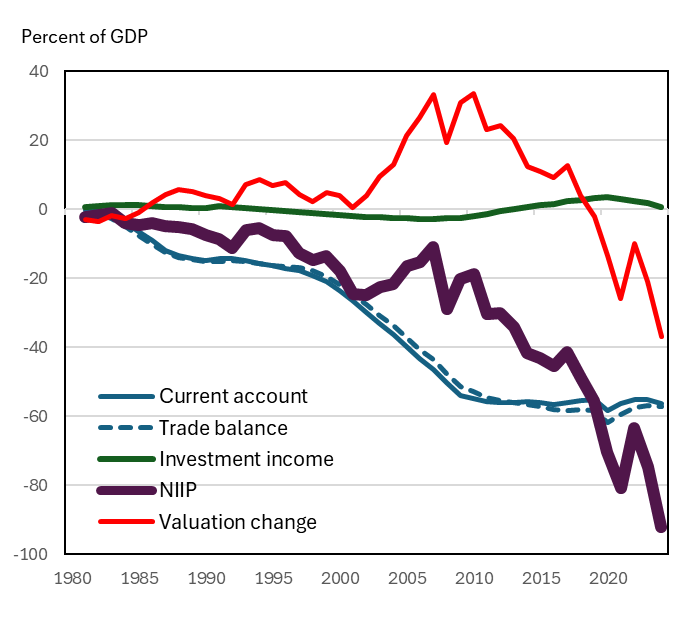 Percent of GDP
40
20
0
-20
-40
-60
-80
-100
Current account
Trade balance
Investment income
NIIP
Valuation change
1980 1985 1990 1995 2000 2005 2010 2015 2020